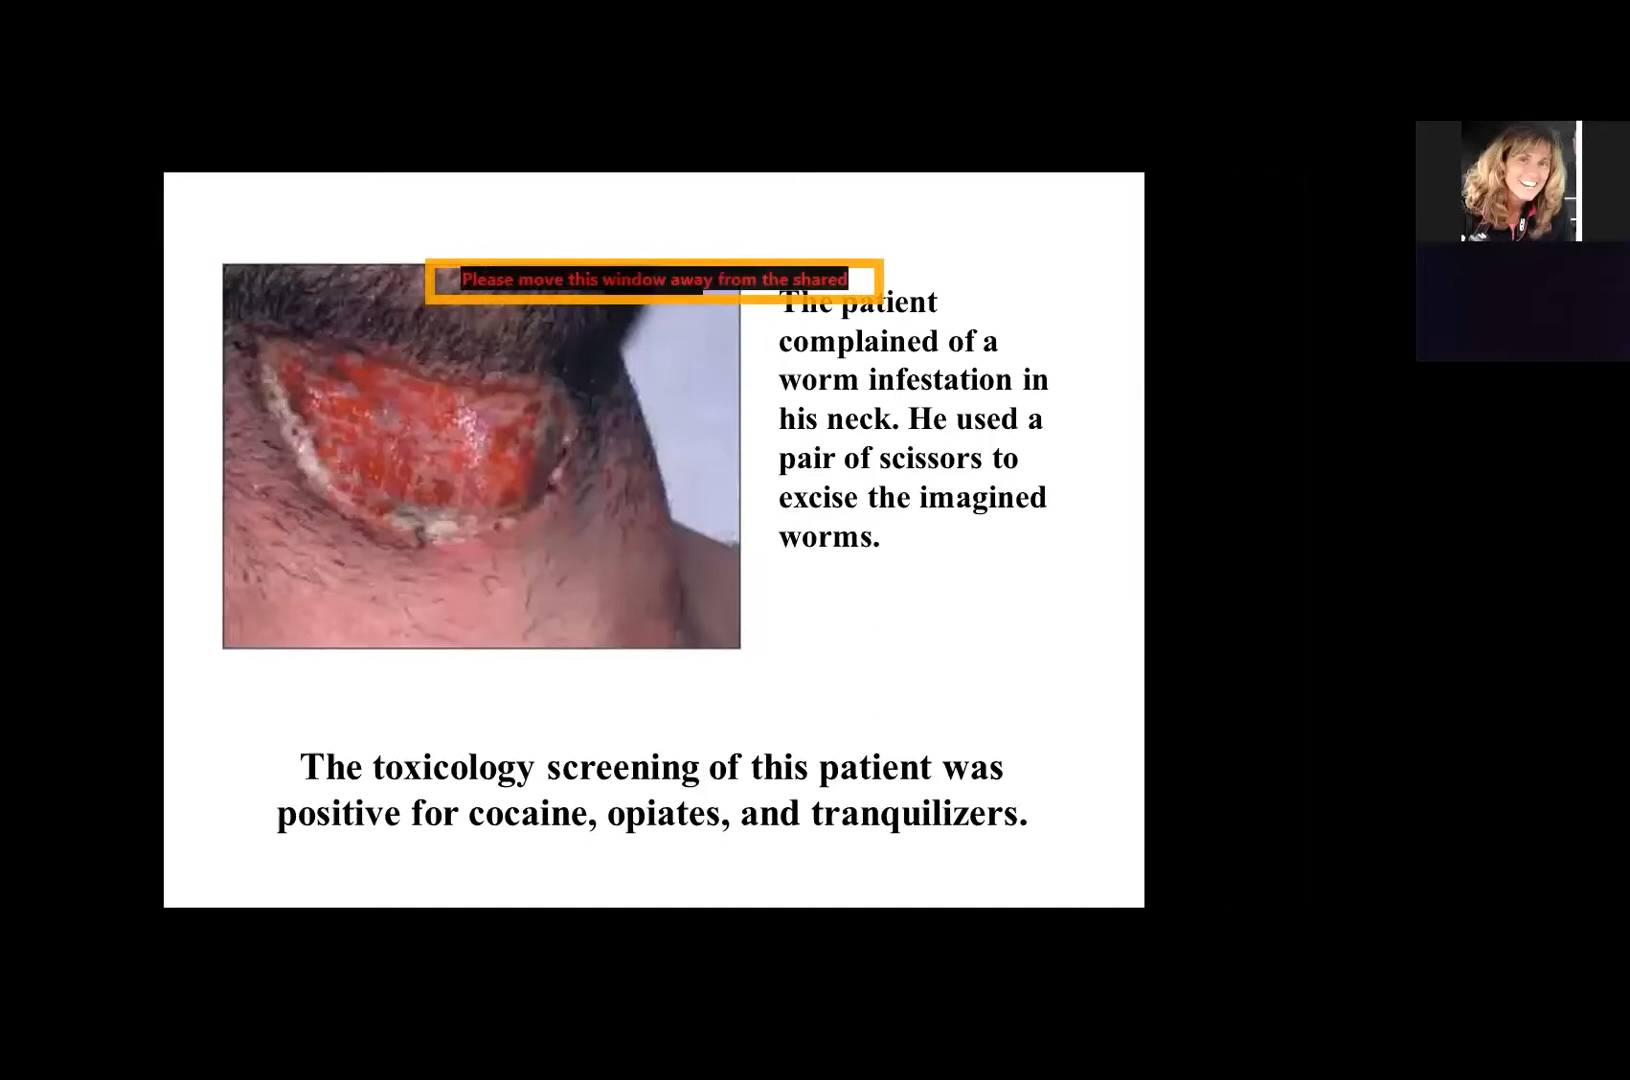 Please move this window away from the shared
The patient
complained of a
worm infestation in
his neck. He used a
pair of scissors to
excise the imagined
worms.
The toxicology screening of this patient was
positive for cocaine, opiates, and tranquilizers.